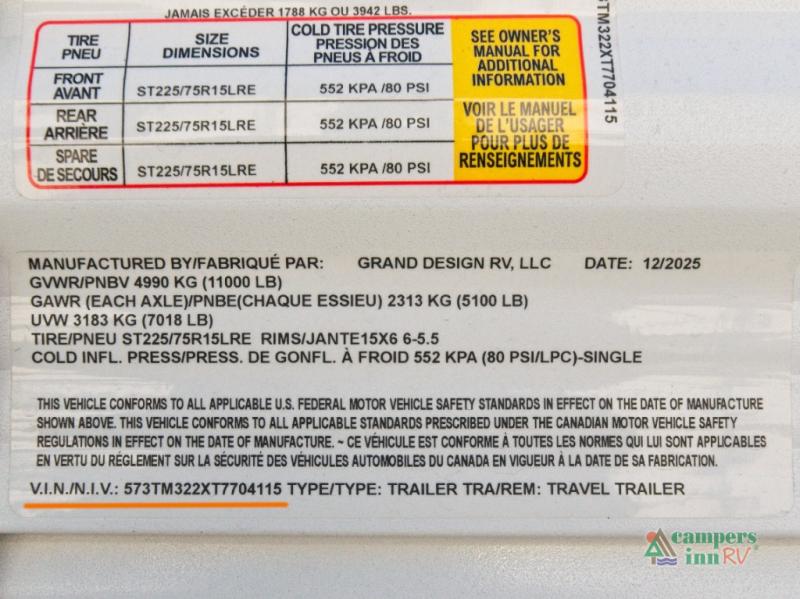 JAMAIS EXCÉDER 1788 KG OU 3942 LBS.
TIRE
PNEU
SIZE
DIMENSIONS
COLD TIRE PRESSURE
PRESSION DES
PNEUS À FROID
SEE OWNER'S
MANUAL FOR
ADDITIONAL
INFORMATION
VOIR LE MANUEL
DE L'USAGER
POUR PLUS DE
RENSEIGNEMENTS
FRONT
AVANT
ST225/75R15LRE
552 KPA /80 PSI
REAR
ARRIÈRE
ST225/75R15LRE
552 KPA /80 PSI
SPARE
DE SECOURS
ST225/75R15LRE
552 KPA /80 PSI
TM322XT7704115
MANUFACTURED BY/FABRIQUÉ PAR: GRAND DESIGN RV, LLC DATE: 12/2025
GVWR/PNBV 4990 KG (11000 LB)
GAWR (EACH AXLE)/PNBE(CHAQUE ESSIEU) 2313 KG (5100 LB)
UVW 3183 KG (7018 LB)
TIRE/PNEU ST225/75R15LRE RIMS/JANTE15X6 6-5.5
COLD INFL. PRESS/PRESS. DE GONFL. À FROID 552 KPA (80 PSI/LPC)-SINGLE
THIS VEHICLE CONFORMS TO ALL APPLICABLE U.S. FEDERAL MOTOR VEHICLE SAFETY STANDARDS IN EFFECT ON THE DATE OF MANUFACTURE
SHOWN ABOVE. THIS VEHICLE CONFORMS TO ALL APPLICABLE STANDARDS PRESCRIBED UNDER THE CANADIAN MOTOR VEHICLE SAFETY
REGULATIONS IN EFFECT ON THE DATE OF MANUFACTURE. ~ CE VÉHICULE EST CONFORME À TOUTES LES NORMES QUI LUI SONT APPLICABLES
EN VERTU DU RÉGLEMENT SUR LA SÉCURITÉ DES VÉHICULES AUTOMOBILES DU CANADA EN VIGUEUR À LA DATE DE SA FABRICATION.
V.I.N./N.I.V.: 573TM322XT7704115 TYPE/TYPE: TRAILER TRA/REM: TRAVEL TRAILER
campers
inn RV